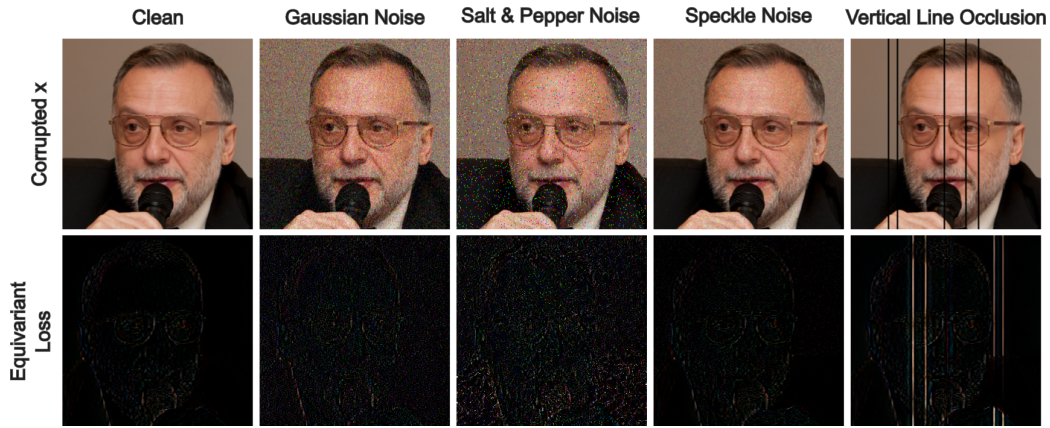 Clean Gaussian Noise Salt & Pepper Noise Speckle Noise Vertical Line Occlusion
Corrupted x
Equivariant
Loss